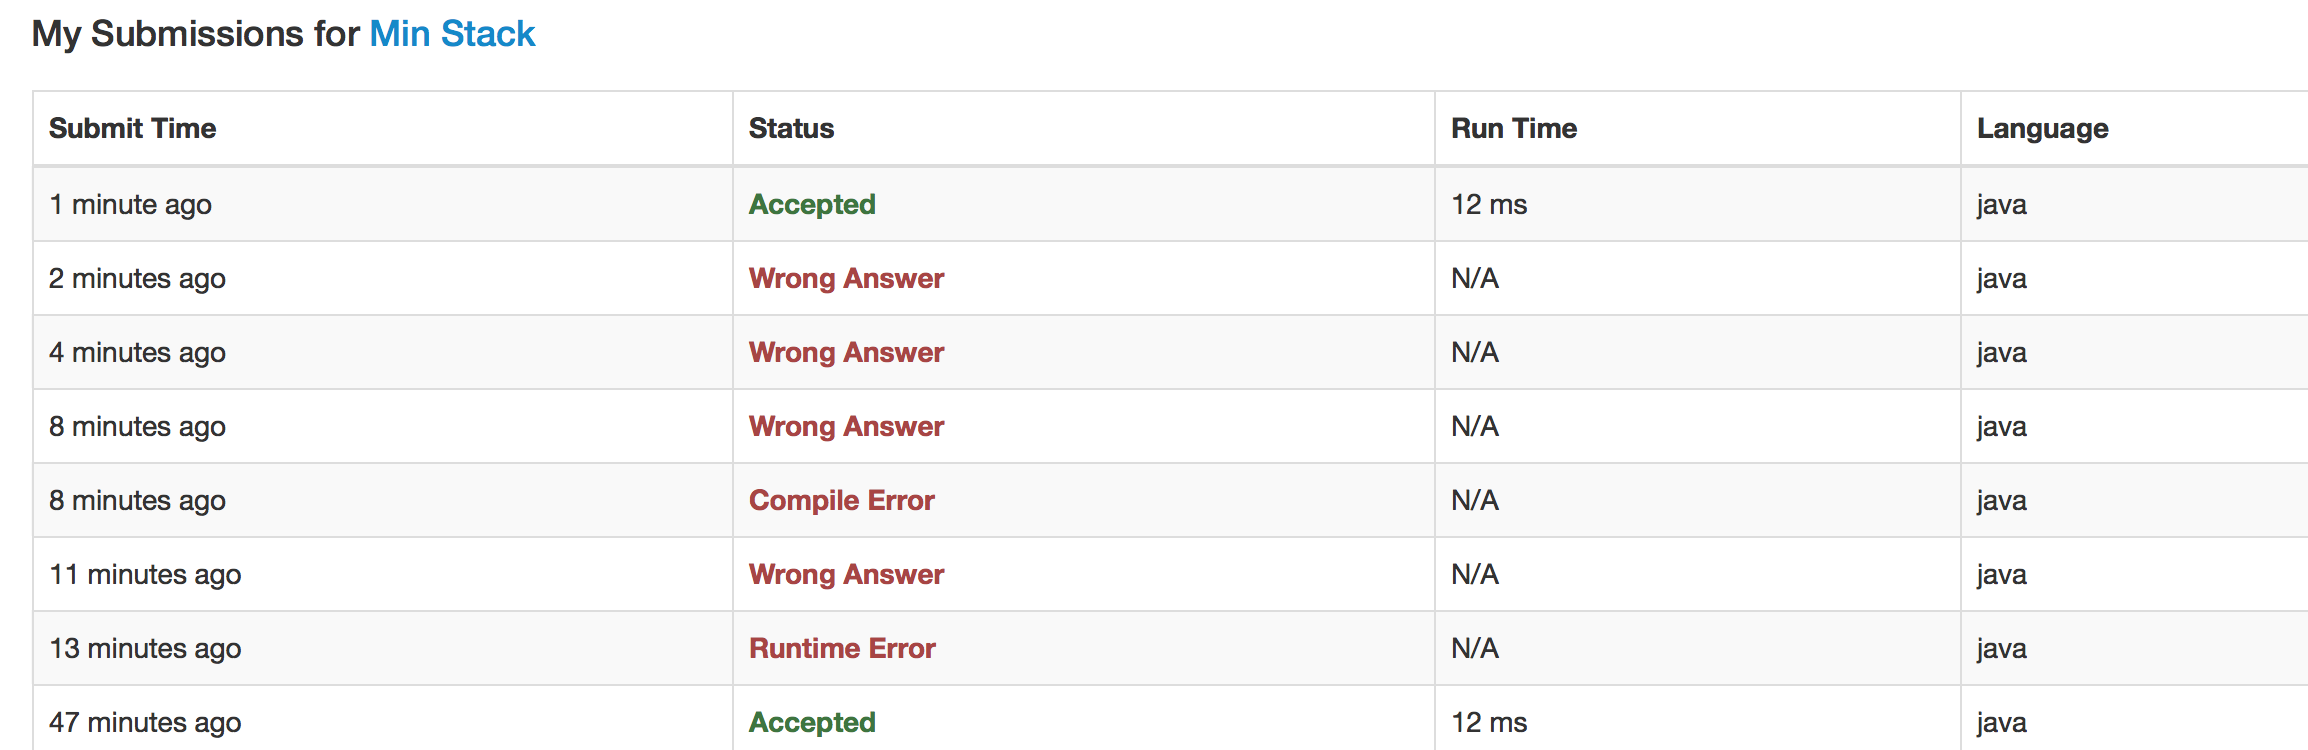 My Submissions for Min Stack
Submit Time Status Run Time Language
1 minute ago Accepted 12 ms java
2 minutes ago Wrong Answer N/A java
4 minutes ago Wrong Answer N/A java
8 minutes ago Wrong Answer N/A java
8 minutes ago Compile Error N/A java
11 minutes ago Wrong Answer N/A java
13 minutes ago Runtime Error N/A java
47 minutes ago Accepted 12 ms java